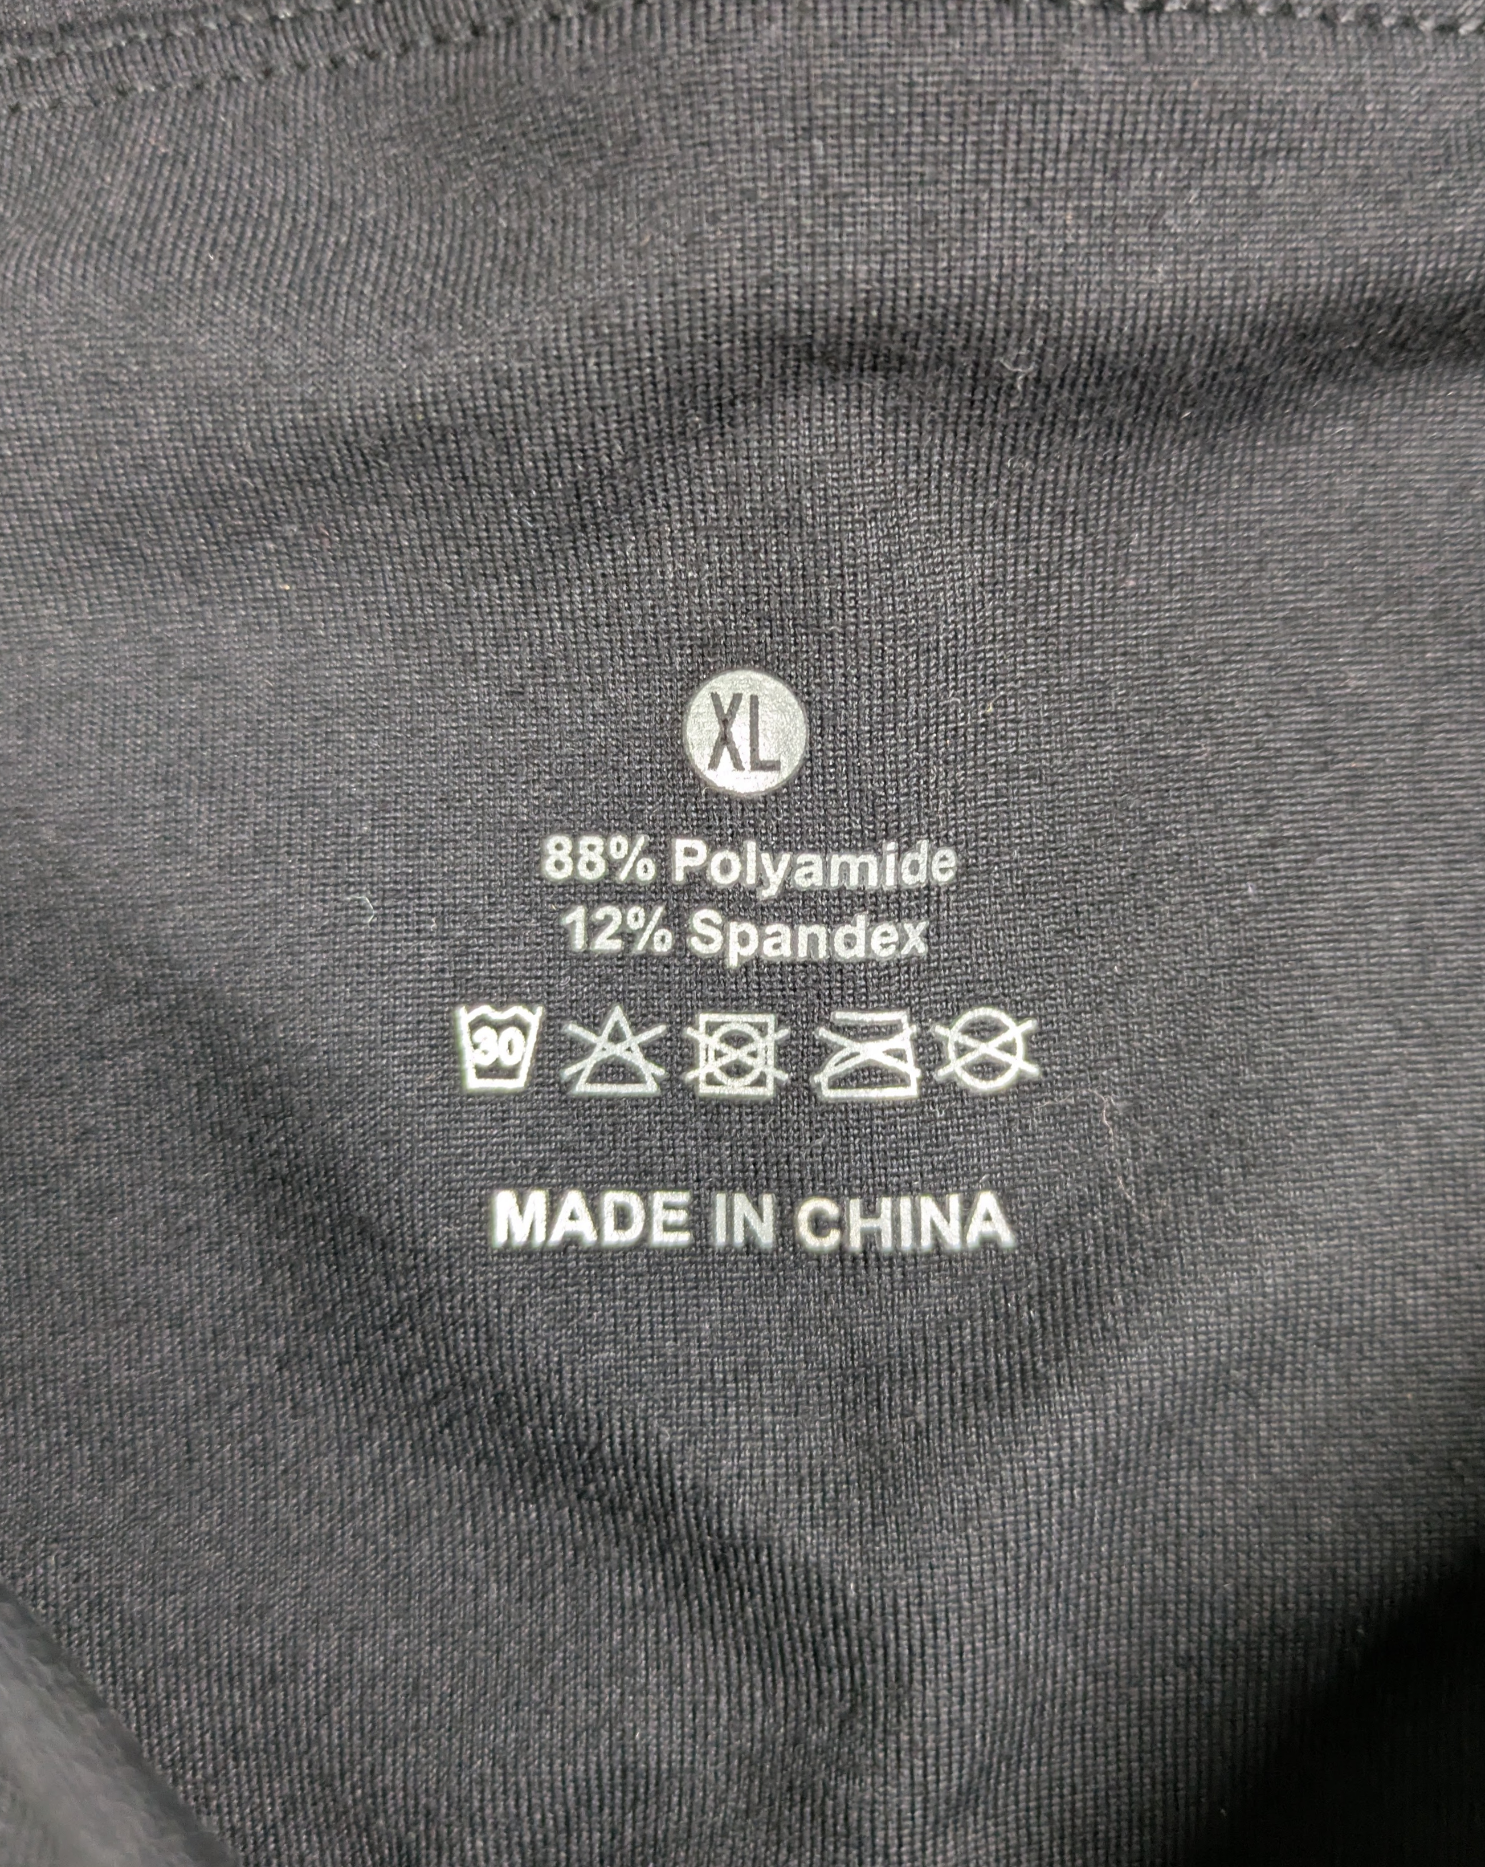 XL
88% Polyamide
12% Spandex
30
MADE IN CHINA